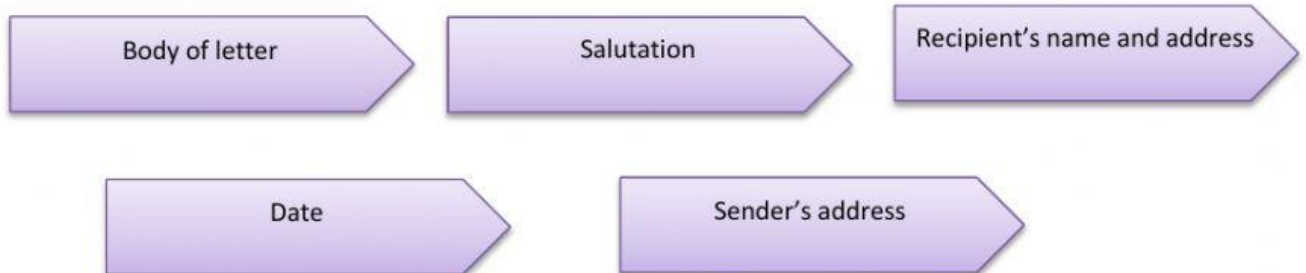 Body of letter
Salutation
Recipient’s name and address
Date
Sender’s address